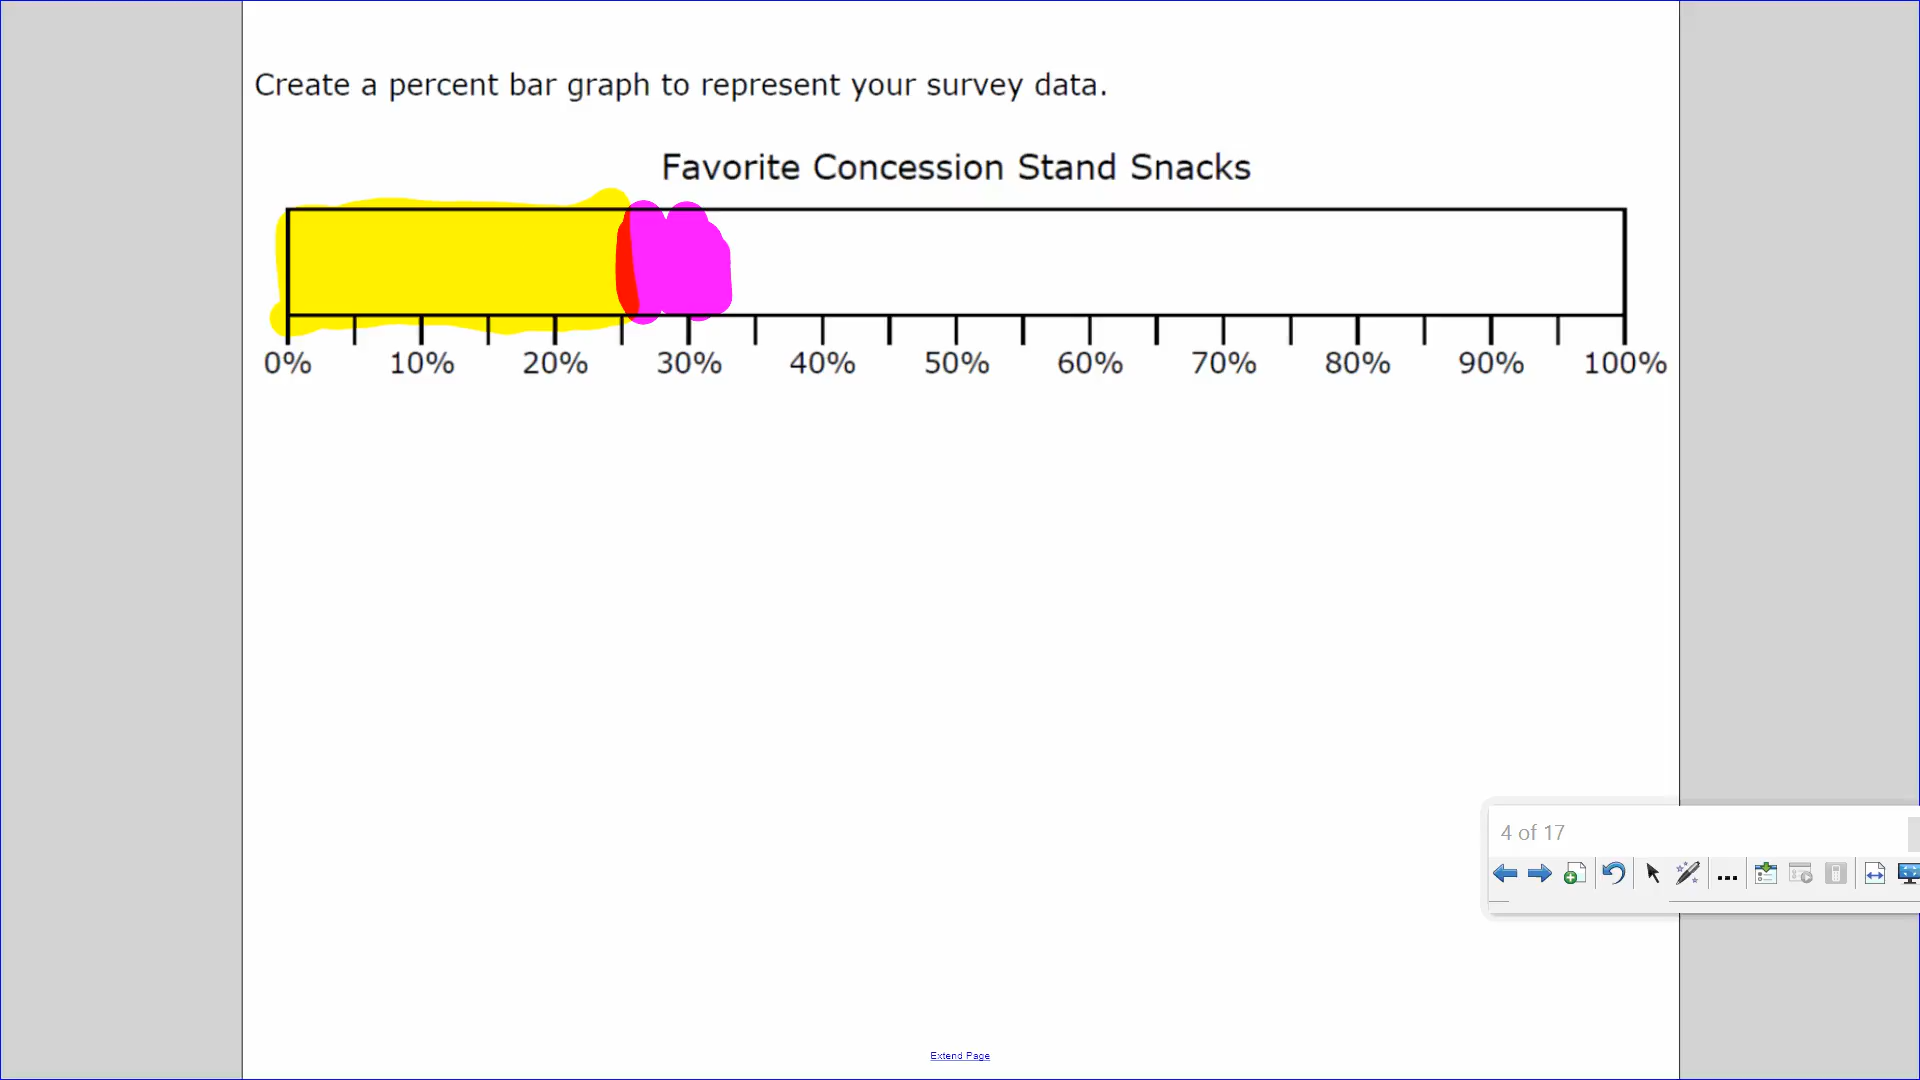 Create a percent bar graph to represent your survey data.
Favorite Concession Stand Snacks
0% 10% 20% 30% 40% 50% 60% 70% 80% 90% 100%
4 of 17
Extend Page